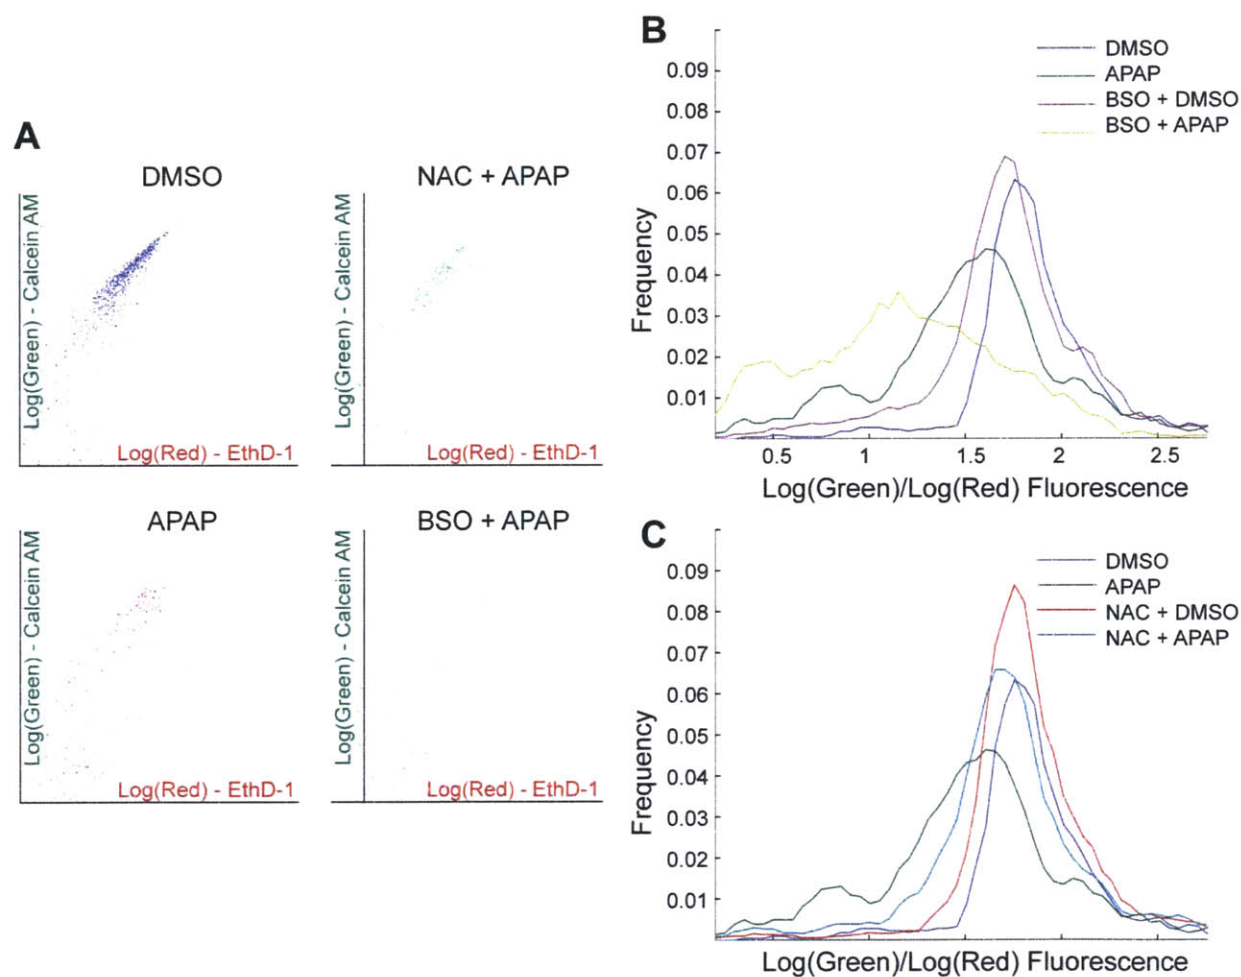 A
DMSO
Log(Green) - Calcein AM
Log(Red) - EthD-1
NAC + APAP
Log(Green) - Calcein AM
Log(Red) - EthD-1
APAP
Log(Green) - Calcein AM
Log(Red) - EthD-1
BSO + APAP
Log(Green) - Calcein AM
Log(Red) - EthD-1
B
DMSO
APAP
BSO + DMSO
BSO + APAP
0.09
0.08
0.07
0.06
0.05
0.04
0.03
0.02
0.01
Frequency
0.5 1 1.5 2 2.5
Log(Green)/Log(Red) Fluorescence
C
DMSO
APAP
NAC + DMSO
NAC + APAP
0.09
0.08
0.07
0.06
0.05
0.04
0.03
0.02
0.01
Frequency
Log(Green)/Log(Red) Fluorescence